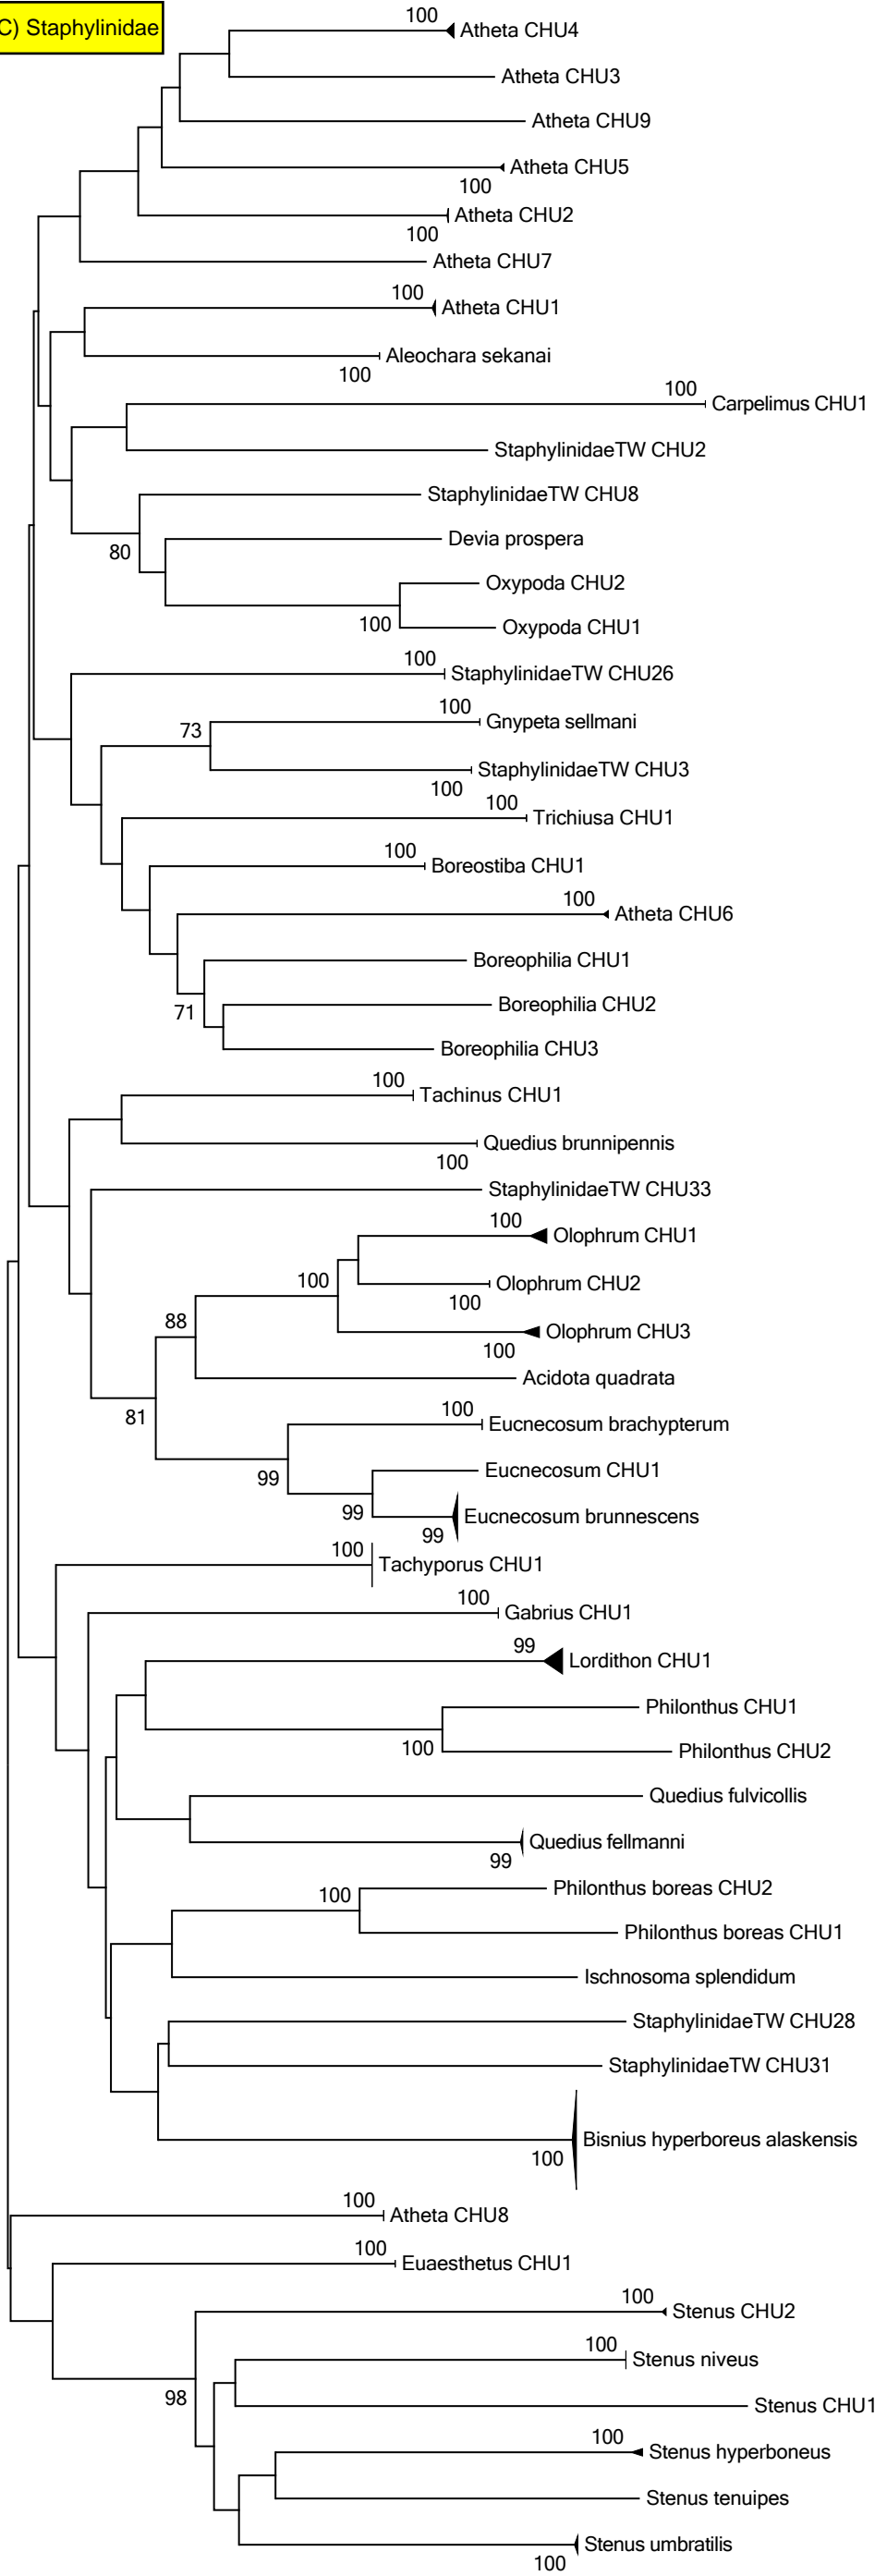 C) Staphylinidae
100
Atheta CHU4
Atheta CHU3
Atheta CHU9
Atheta CHU5
100
Atheta CHU2
100
Atheta CHU7
100
Atheta CHU1
Aleochara sekanai
100
100
Carpelimus CHU1
StaphylinidaeTW CHU2
StaphylinidaeTW CHU8
80
Devia prospera
Oxypoda CHU2
100
Oxypoda CHU1
100
StaphylinidaeTW CHU26
100
73
Gnypeta sellmani
StaphylinidaeTW CHU3
100
100
Trichiusa CHU1
100
Boreostiba CHU1
100
Atheta CHU6
Boreophilia CHU1
71
Boreophilia CHU2
Boreophilia CHU3
100
Tachinus CHU1
Quedius brunnipennis
100
StaphylinidaeTW CHU33
100
Olophrum CHU1
100
Olophrum CHU2
100
88
Olophrum CHU3
100
Acidota quadrata
81
100
Eucnecosum brachypterum
99
Eucnecosum CHU1
99
Eucnecosum brunnescens
99
100
Tachyporus CHU1
100
Gabrius CHU1
99
Lordithon CHU1
Philonthus CHU1
100
Philonthus CHU2
Quedius fulvicollis
Quedius fellmanni
99
Philonthus boreas CHU2
100
Philonthus boreas CHU1
Ischnosoma splendidum
StaphylinidaeTW CHU28
StaphylinidaeTW CHU31
Bisnius hyperboreus alaskensis
100
100
Atheta CHU8
100
Euaesthetus CHU1
100
Stenus CHU2
100
Stenus niveus
98
Stenus CHU1
100
Stenus hyperboneus
Stenus tenuipes
Stenus umbratilis
100